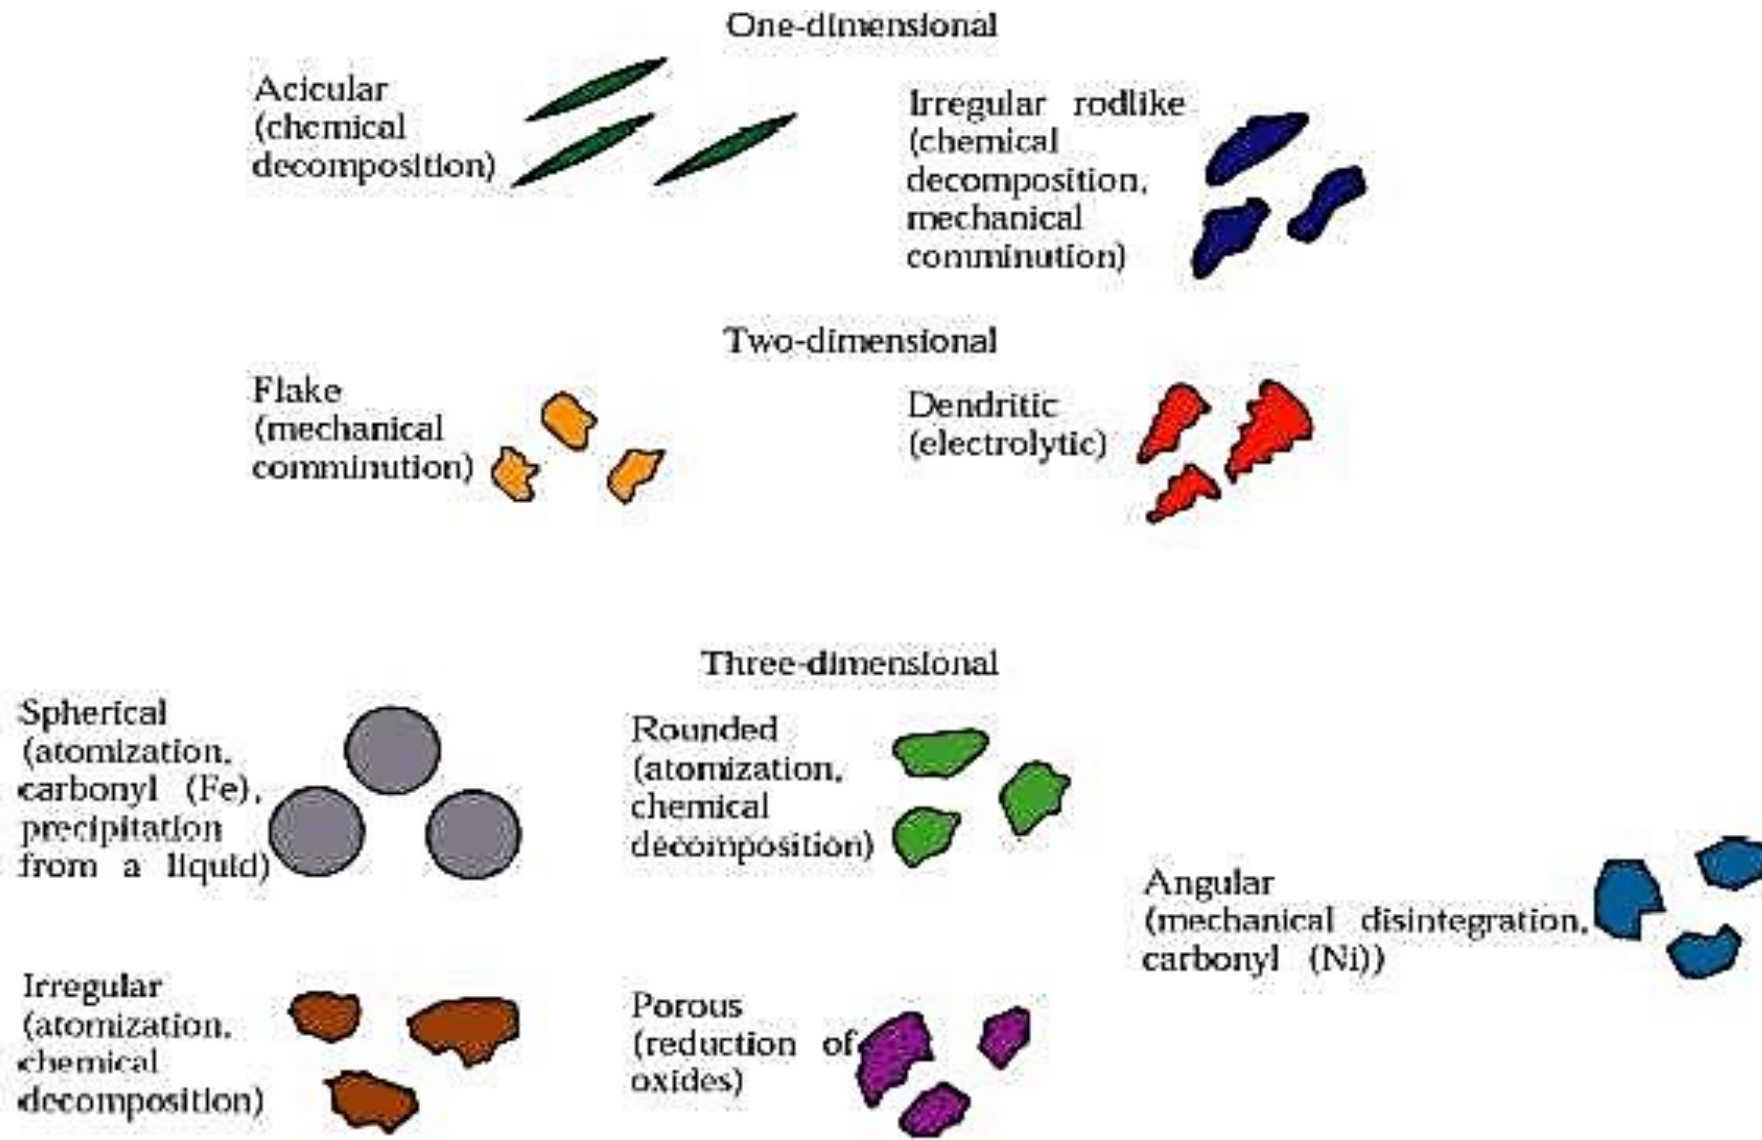 One-dimensional
Acicular
(chemical
decomposition)
Irregular rodlike
(chemical
decomposition,
mechanical
comminution)
Two-dimensional
Flake
(mechanical
comminution)
Dendritic
(electrolytic)
Three-dimensional
Spherical
(atomization,
carbonyl (Fe),
precipitation
from a liquid)
Rounded
(atomization,
chemical
decomposition)
Angular
(mechanical disintegration,
carbonyl (Ni))
Irregular
(atomization,
chemical
decomposition)
Porous
(reduction of
oxides)